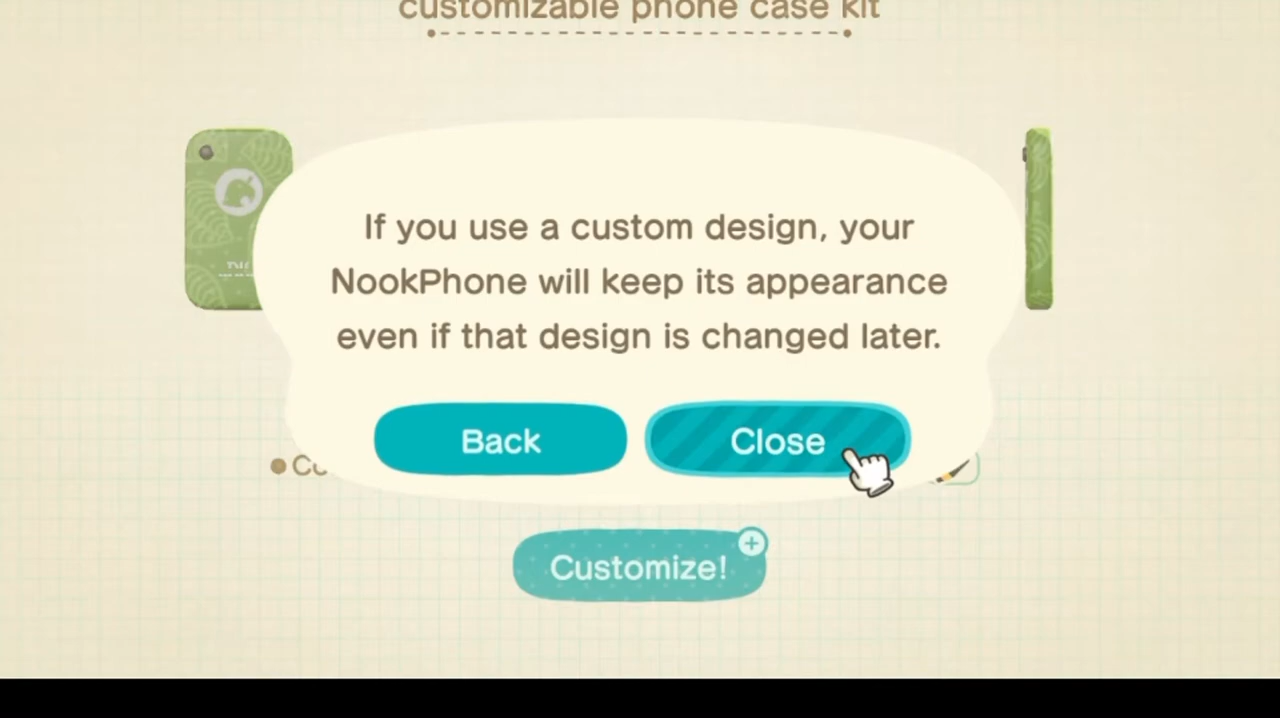 customizable phone case kit
If you use a custom design, your
NookPhone will keep its appearance
even if that design is changed later.
Back
Close
Customize!